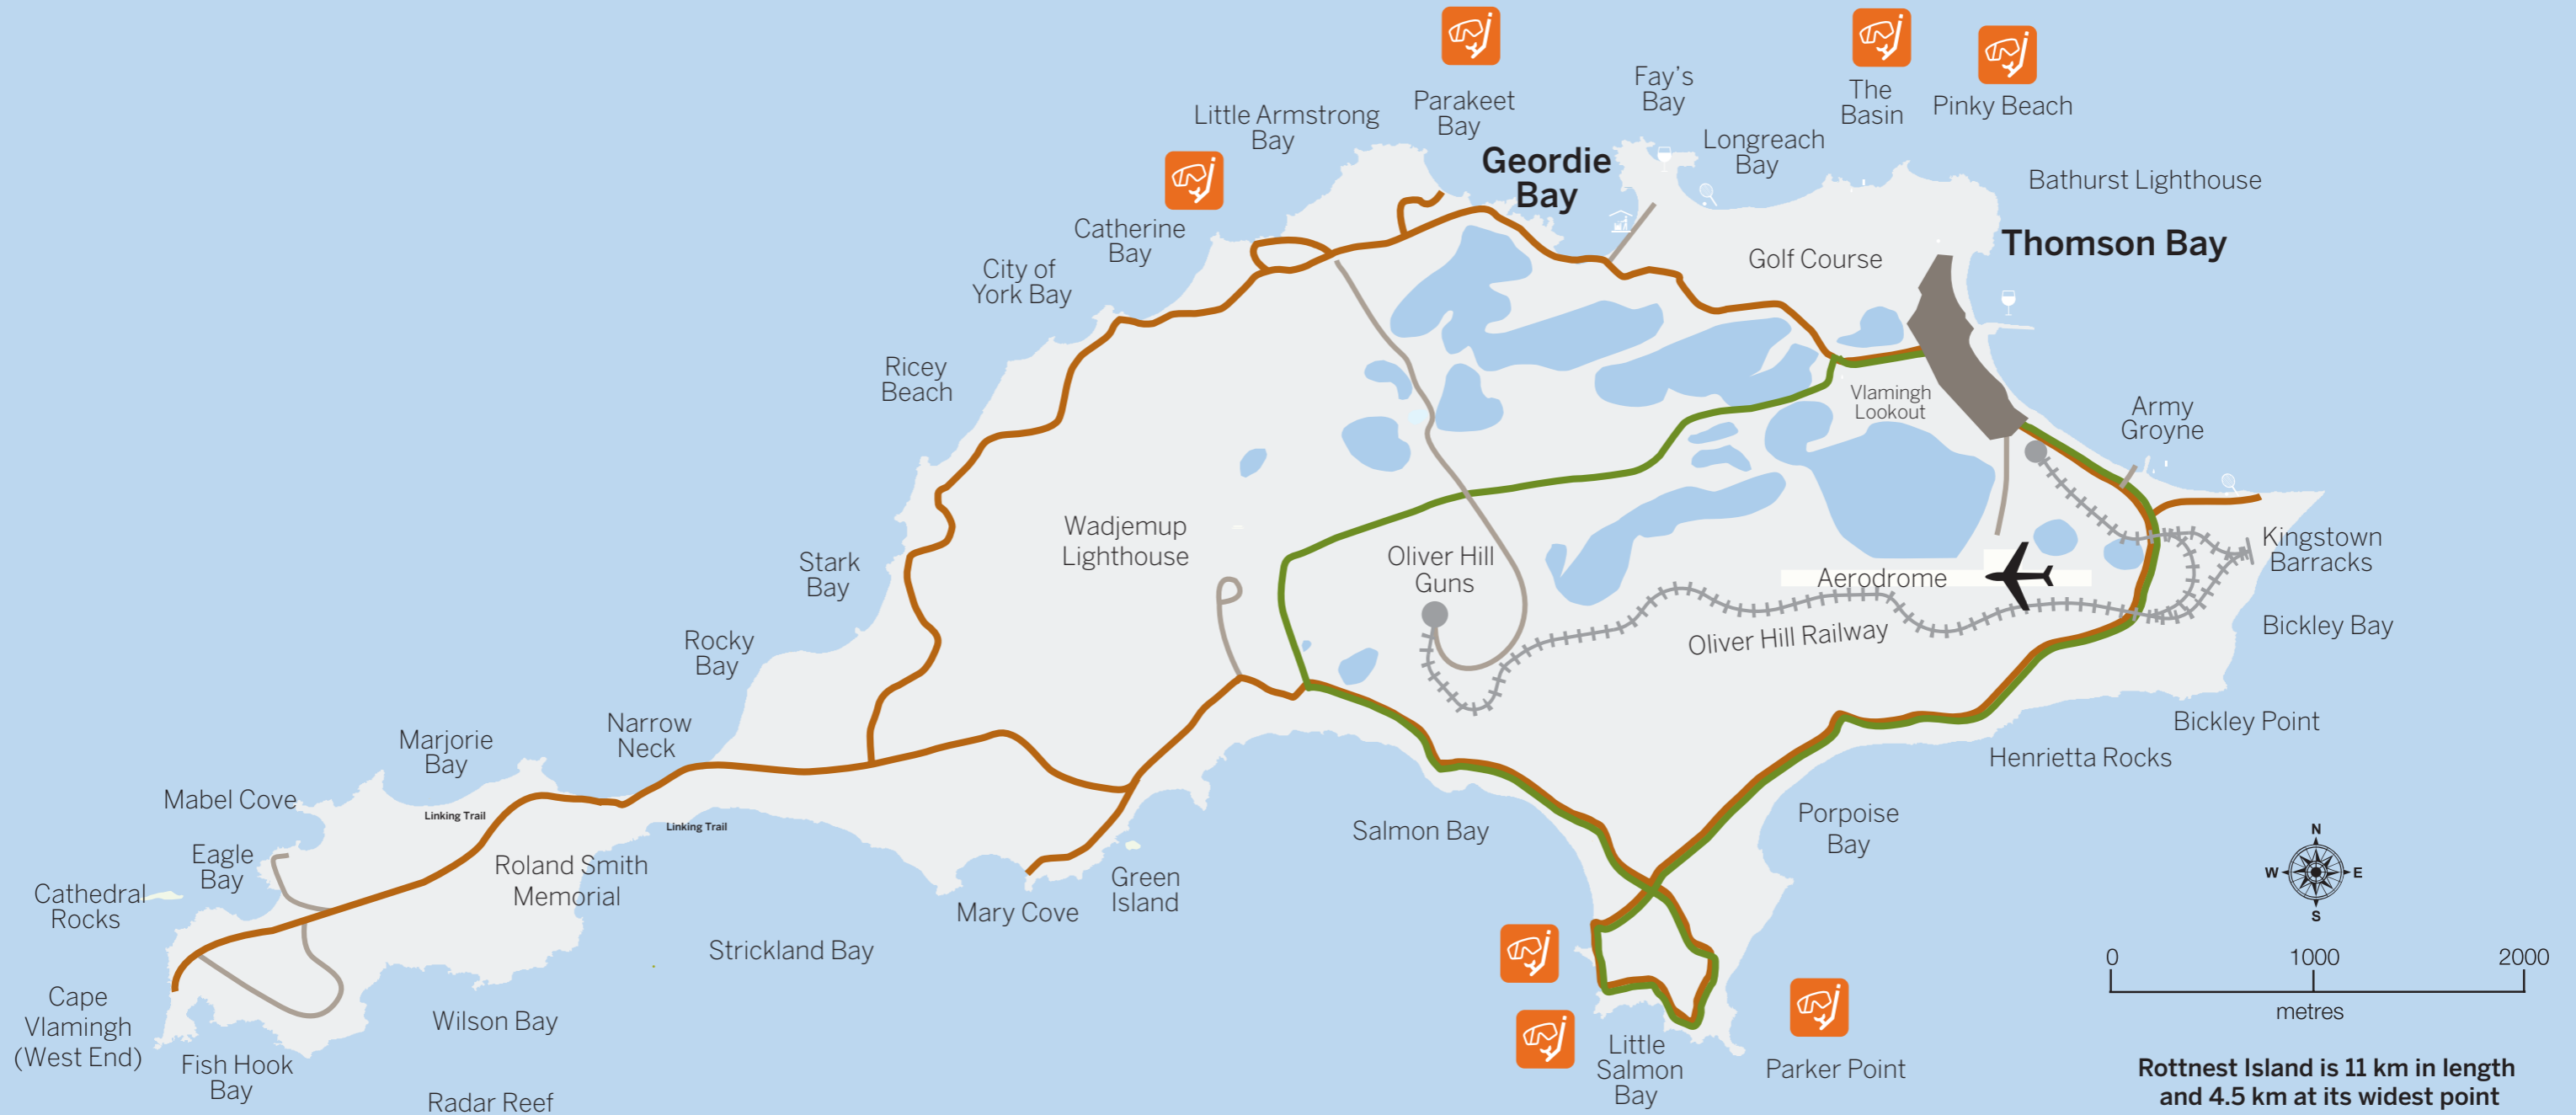 Little Armstrong
Bay
Parakeet
Bay
Fay's
Bay
Longreach
Bay
The
Basin
Pinky Beach
Geordie
Bay
Bathurst Lighthouse
Thomson Bay
Golf Course
Catherine
Bay
City of
York Bay
Ricey
Beach
Vlamingh
Lookout
Army
Groyne
Wadjemup
Lighthouse
Oliver Hill
Guns
Aerodrome
Kingstown
Barracks
Stark
Bay
Oliver Hill Railway
Bickley Bay
Rocky
Bay
Narrow
Neck
Marjorie
Bay
Bickley Point
Henrietta Rocks
Mabel Cove
Linking Trail
Linking Trail
Salmon Bay
Porpoise
Bay
Eagle
Bay
Roland Smith
Memorial
Cathedral
Rocks
Green
Island
Mary Cove
Strickland Bay
N
W
E
S
0
1000
2000
metres
Cape
Vlamingh
(West End)
Wilson Bay
Fish Hook
Bay
Radar Reef
Little
Salmon
Bay
Parker Point
Rottnest Island is 11 km in length
and 4.5 km at its widest point